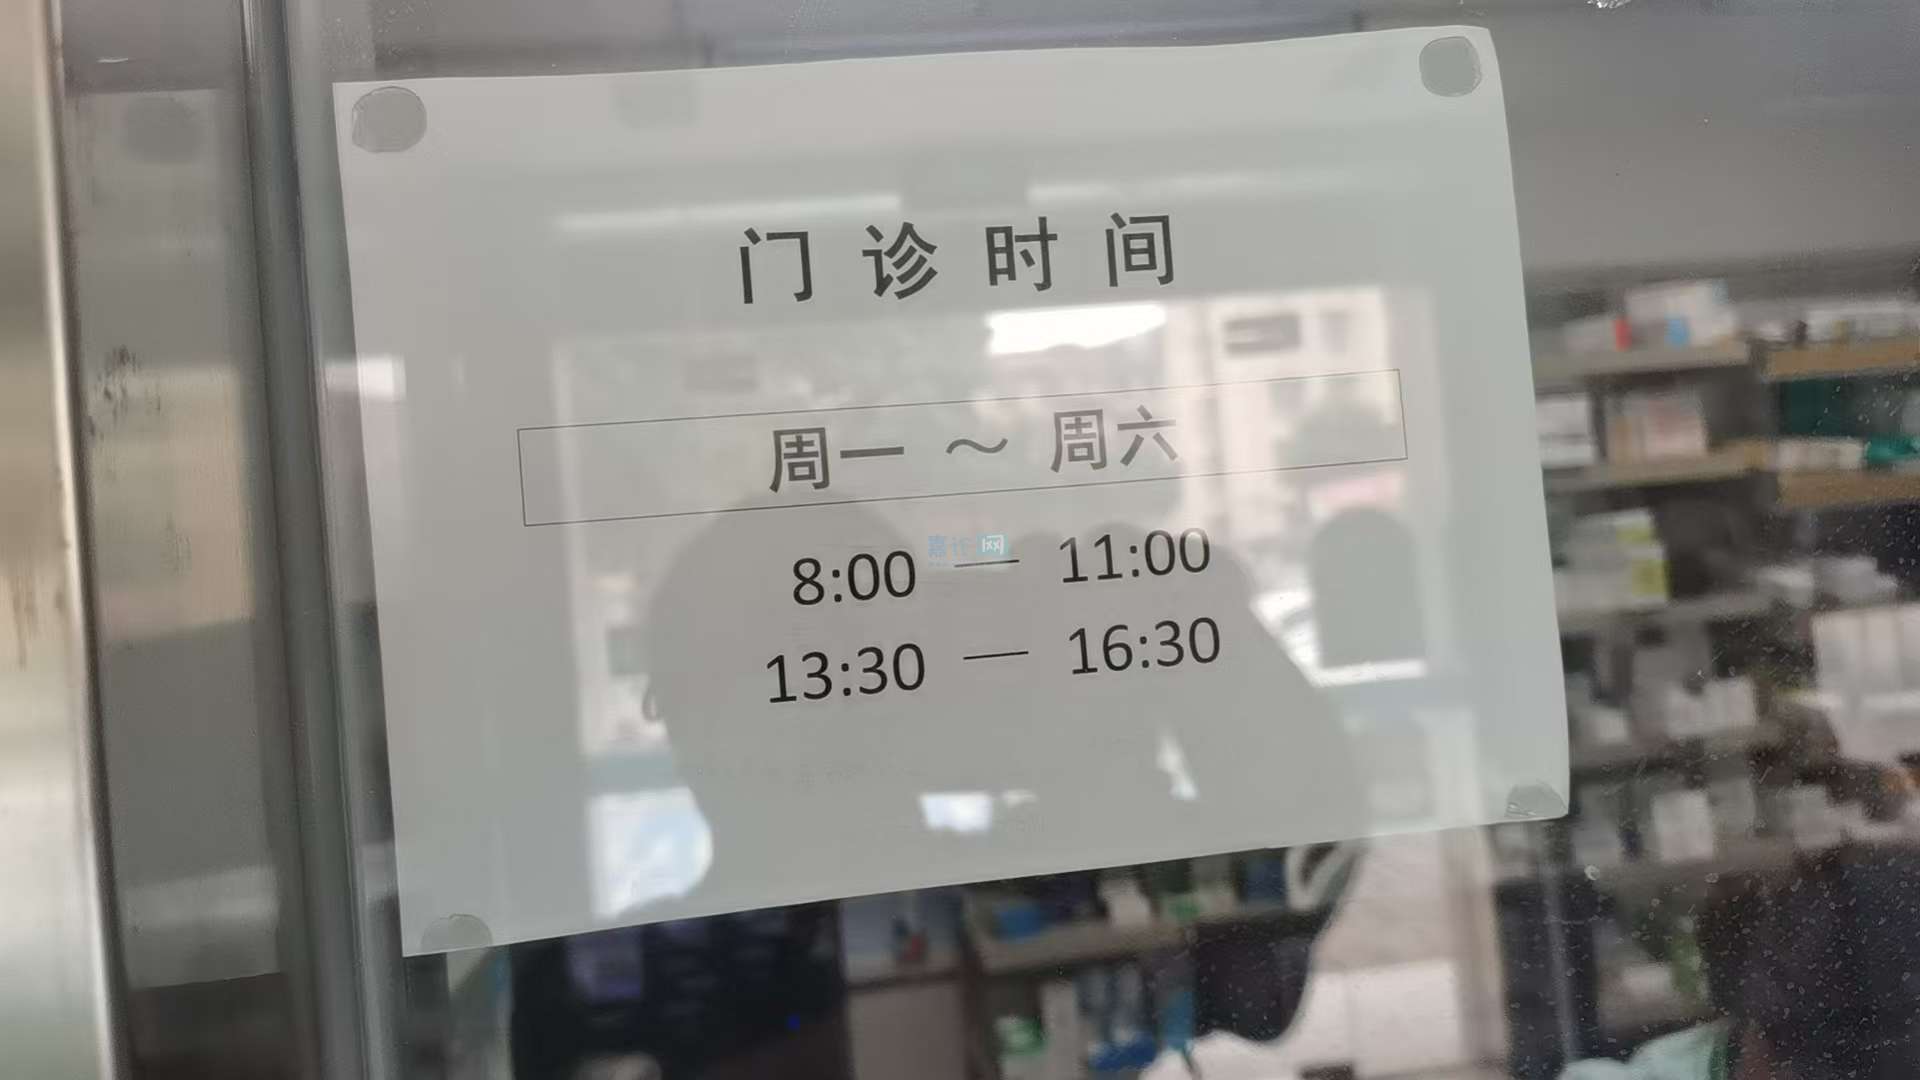 门诊时间
周一 ～ 周六
8:00 — 11:00
13:30 — 16:30